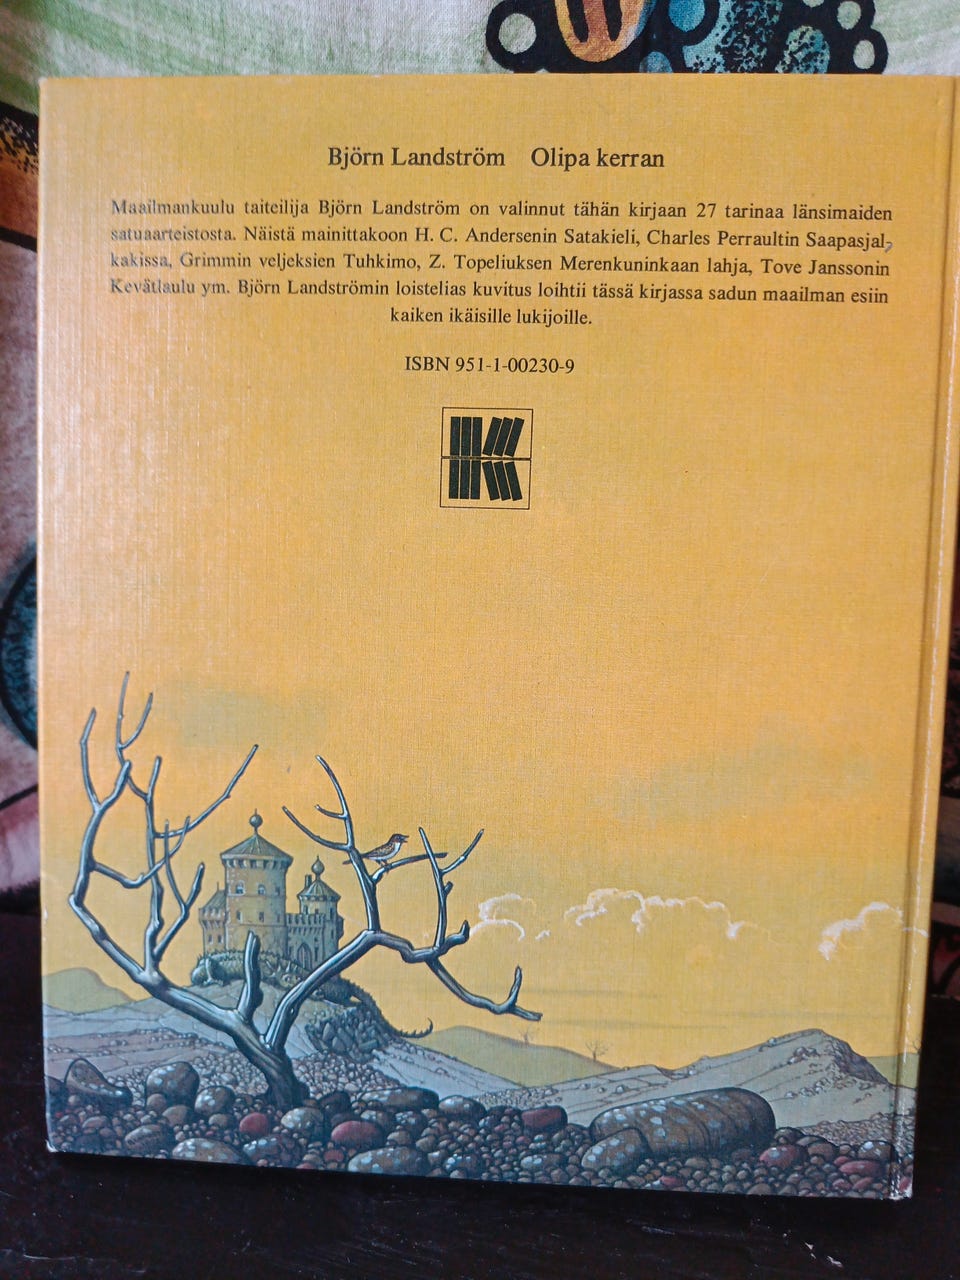 Björn Landström Olipa kerran
Maailmankuulu taiteilija Björn Landström on valinnut tähän kirjaan 27 tarinaa länsimaiden
satuaarteistosta. Näistä mainittakoon H. C. Andersenin Satakieli, Charles Perraultin Saapasjal,
kakissa, Grimmin veljeksien Tuhkimo, Z. Topeliuksen Merenkuninkaan lahja, Tove Janssonin
Kevätlaulu ym. Björn Landströmin loistelias kuvitus loihtii tässä kirjassa sadun maailman esiin
kaiken ikäisille lukijoille.
ISBN 951-1-00230-9
K